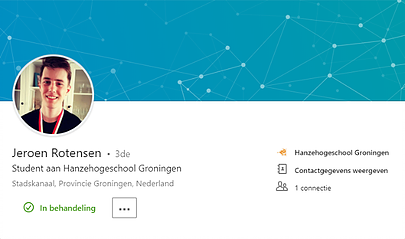 Jeroen Rotensen • 3de
Student aan Hanzehogeschool Groningen
Stadskanaal, Provincie Groningen, Nederland
In behandeling
Hanzehogeschool Groningen
Contactgegevens weergeven
1 connectie